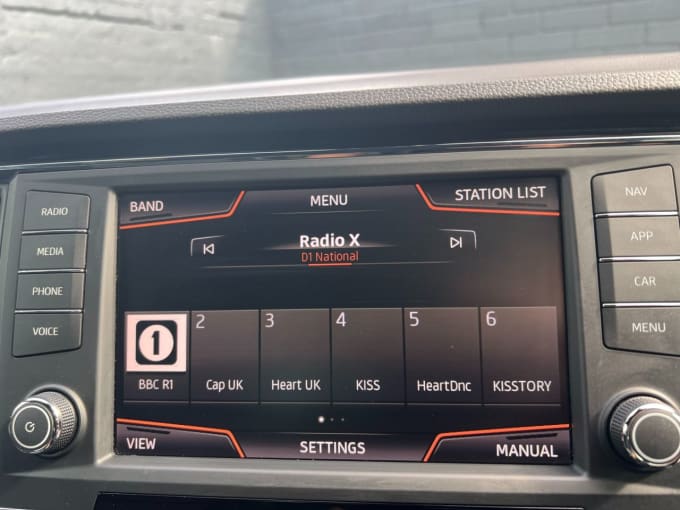 BAND MENU STATION LIST
RADIO NAV
Radio X
D1 National
MEDIA APP
PHONE CAR
VOICE MENU
1 2 3 4 5 6
BBC R1 Cap UK Heart UK KISS HeartDnc KISSTORY
VIEW SETTINGS MANUAL